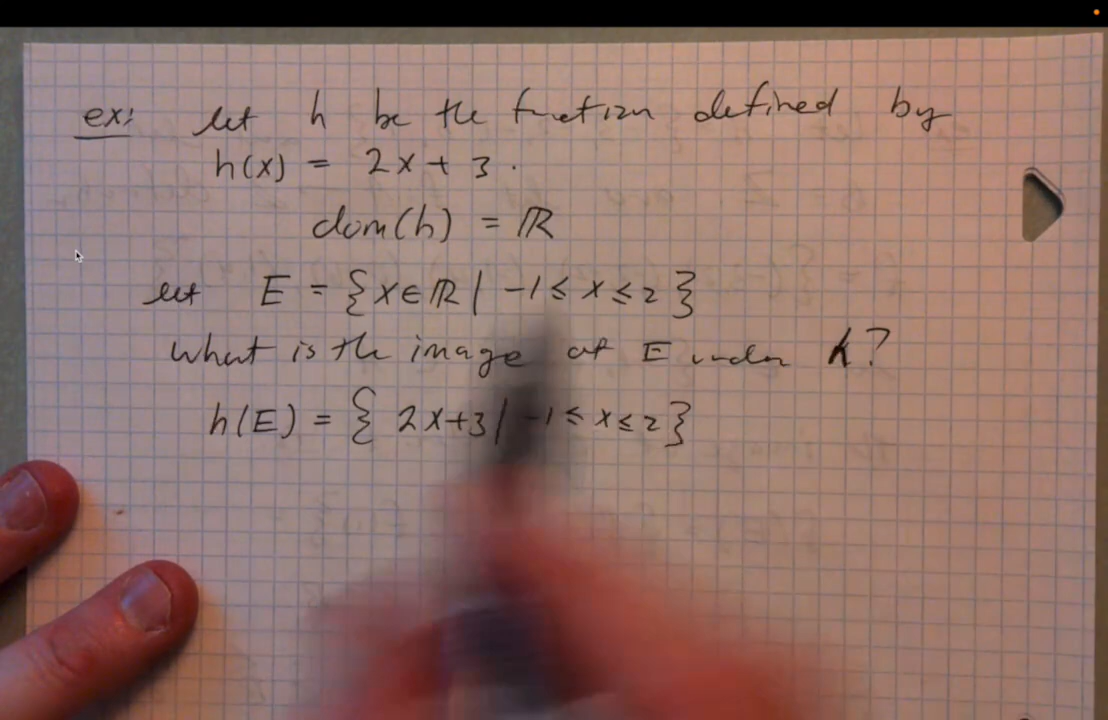 ex: let h be the function defined by
h(x) = 2x + 3.
dom(h) = ℝ
let E = {x ∈ ℝ | -1 ≤ x ≤ 2}
What is the image of E under h?
h(E) = { 2x+3 | -1 ≤ x ≤ 2}